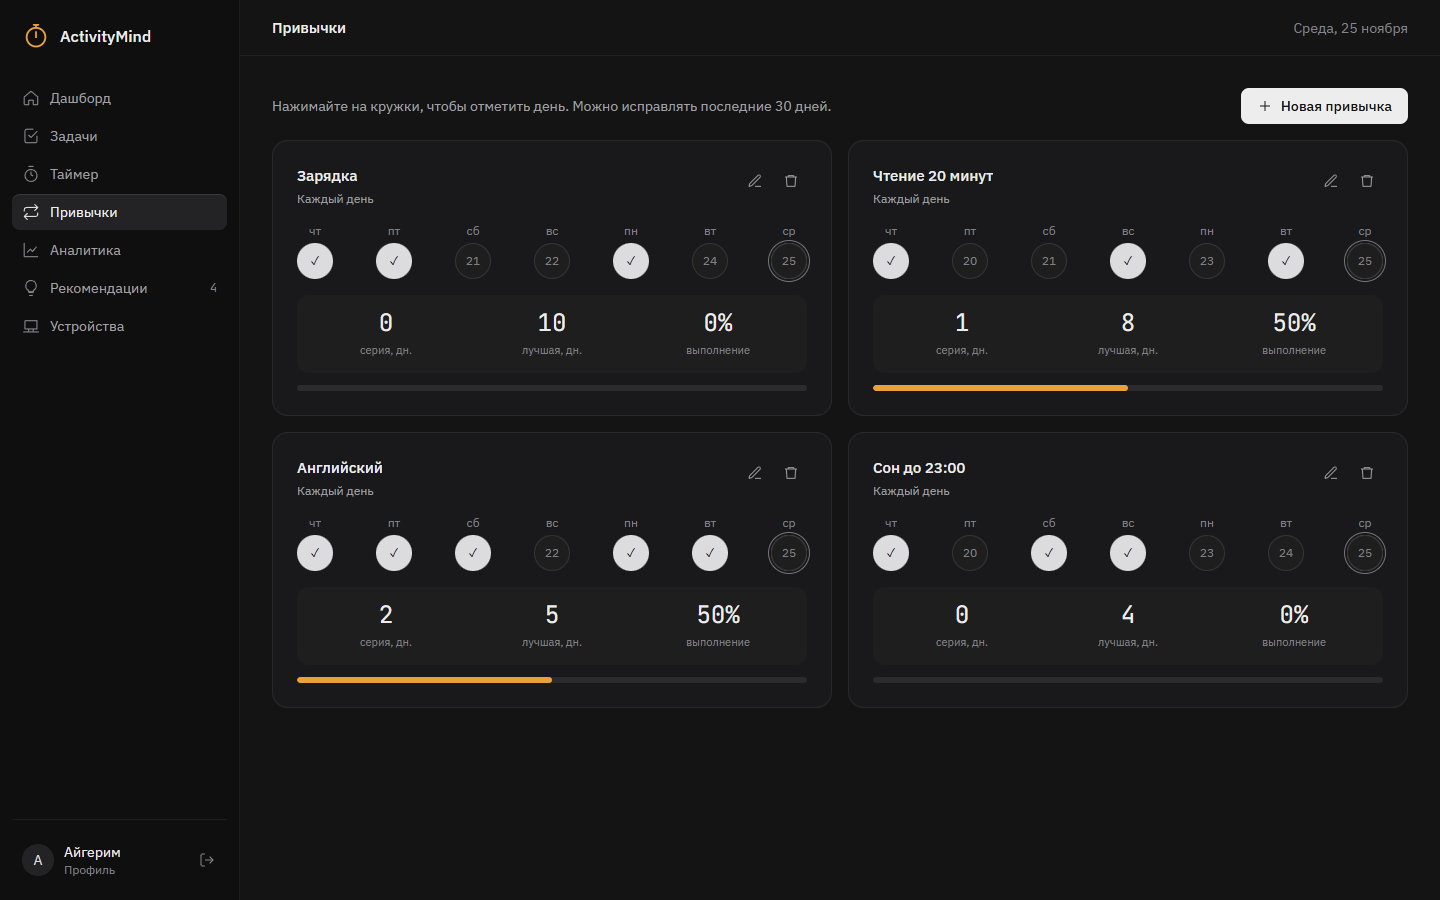 ActivityMind
Дашборд
Задачи
Таймер
Привычки
Аналитика
Рекомендации 4
Устройства
А Айгерим
Профиль
Привычки Среда, 25 ноября
Нажимайте на кружки, чтобы отметить день. Можно исправлять последние 30 дней.
+ Новая привычка
Зарядка
Каждый день
чт пт сб вс пн вт ср
✓ ✓ 21 22 ✓ 24 25
0 10 0%
серия, дн. лучшая, дн. выполнение
Чтение 20 минут
Каждый день
чт пт сб вс пн вт ср
✓ 20 21 ✓ 23 ✓ 25
1 8 50%
серия, дн. лучшая, дн. выполнение
Английский
Каждый день
чт пт сб вс пн вт ср
✓ ✓ ✓ 22 ✓ ✓ 25
2 5 50%
серия, дн. лучшая, дн. выполнение
Сон до 23:00
Каждый день
чт пт сб вс пн вт ср
✓ 20 ✓ ✓ 23 24 25
0 4 0%
серия, дн. лучшая, дн. выполнение